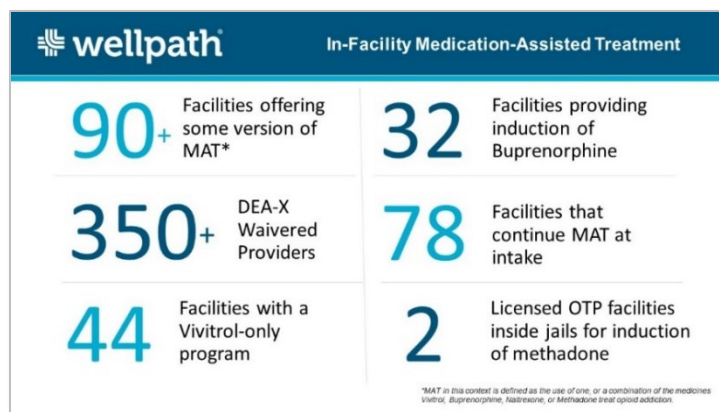 wellpath
In-Facility Medication-Assisted Treatment
90+
Facilities offering
some version of
MAT*
32
Facilities providing
induction of
Buprenorphine
350+
DEA-X
Waivered
Providers
78
Facilities that
continue MAT at
intake
44
Facilities with a
Vivitrol-only
program
2
Licensed OTP facilities
inside jails for induction
of methadone
*MAT in this context is defined as the use of one, or a combination of the medicines
Vivitrol, Buprenorphine, Naltrexone, or Methadone treat opioid addiction.